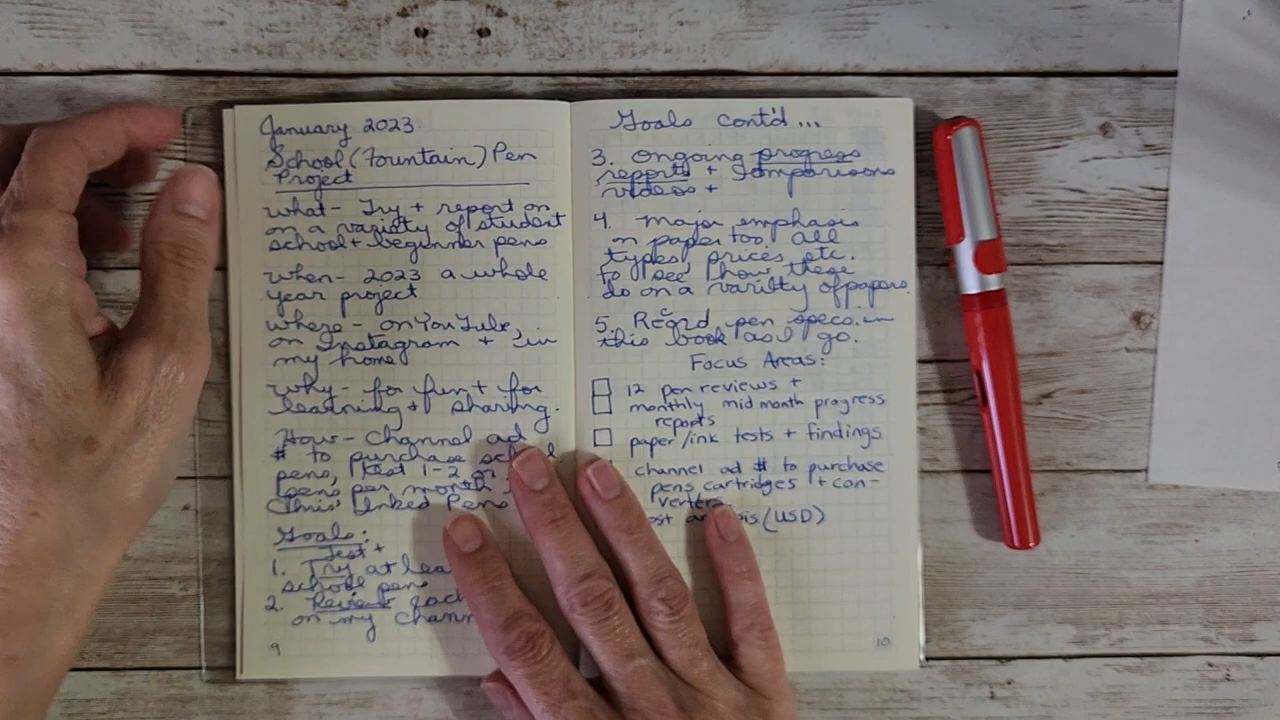 January 2023
School (Fountain) Pen
Project
what - Try + report on
on a variety of student
school + beginner pens
when - 2023 a whole
year project
where - on YouTube,
on Instagram + in
my home
why - for fun + for
learning + sharing.
How - channel ad
# to purchase school
pens, test 1-2 or
pens per month
Chris' Inked Pens
Goals:
Test +
1. Try at lea
school pens
2. Review each
on my chann
9
Goals cont'd ...
3. Ongoing progress
reports + comparisons
videos +
4. Major emphasis
on paper too. All
types, prices etc.
to see how these
do on a variety of papers.
5. Record pen specs. in
this book as I go.
Focus Areas:
12 pen reviews +
monthly mid month progress
reports
paper/ink tests + findings
channel ad # to purchase
pens cartridges + con-
verters
(USD)
10